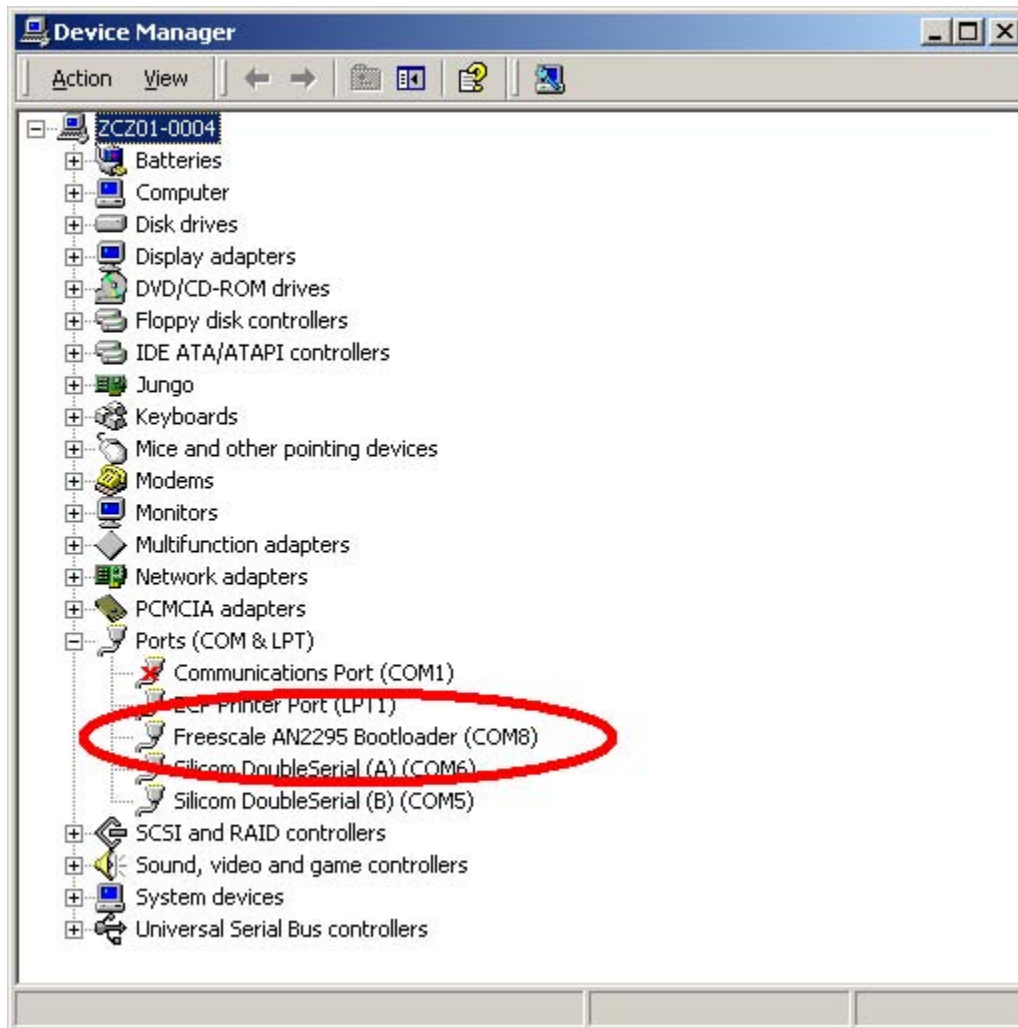 Device Manager
Action View
ZCZ01-0004
Batteries
Computer
Disk drives
Display adapters
DVD/CD-ROM drives
Floppy disk controllers
IDE ATA/ATAPI controllers
Jungo
Keyboards
Mice and other pointing devices
Modems
Monitors
Multifunction adapters
Network adapters
PCMCIA adapters
Ports (COM & LPT)
Communications Port (COM1)
ECP Printer Port (LPT1)
Freescale AN2295 Bootloader (COM8)
Silicom DoubleSerial (A) (COM6)
Silicom DoubleSerial (B) (COM5)
SCSI and RAID controllers
Sound, video and game controllers
System devices
Universal Serial Bus controllers